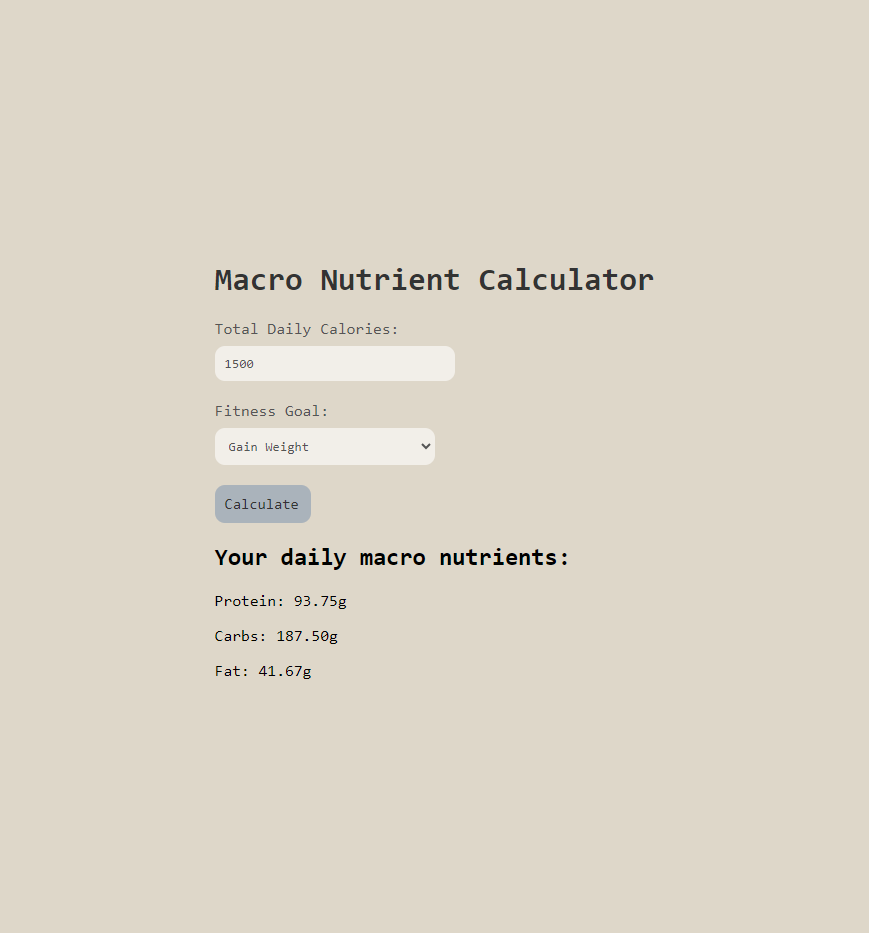 Macro Nutrient Calculator
Total Daily Calories:
1500
Fitness Goal:
Gain Weight
Calculate
Your daily macro nutrients:
Protein: 93.75g
Carbs: 187.50g
Fat: 41.67g